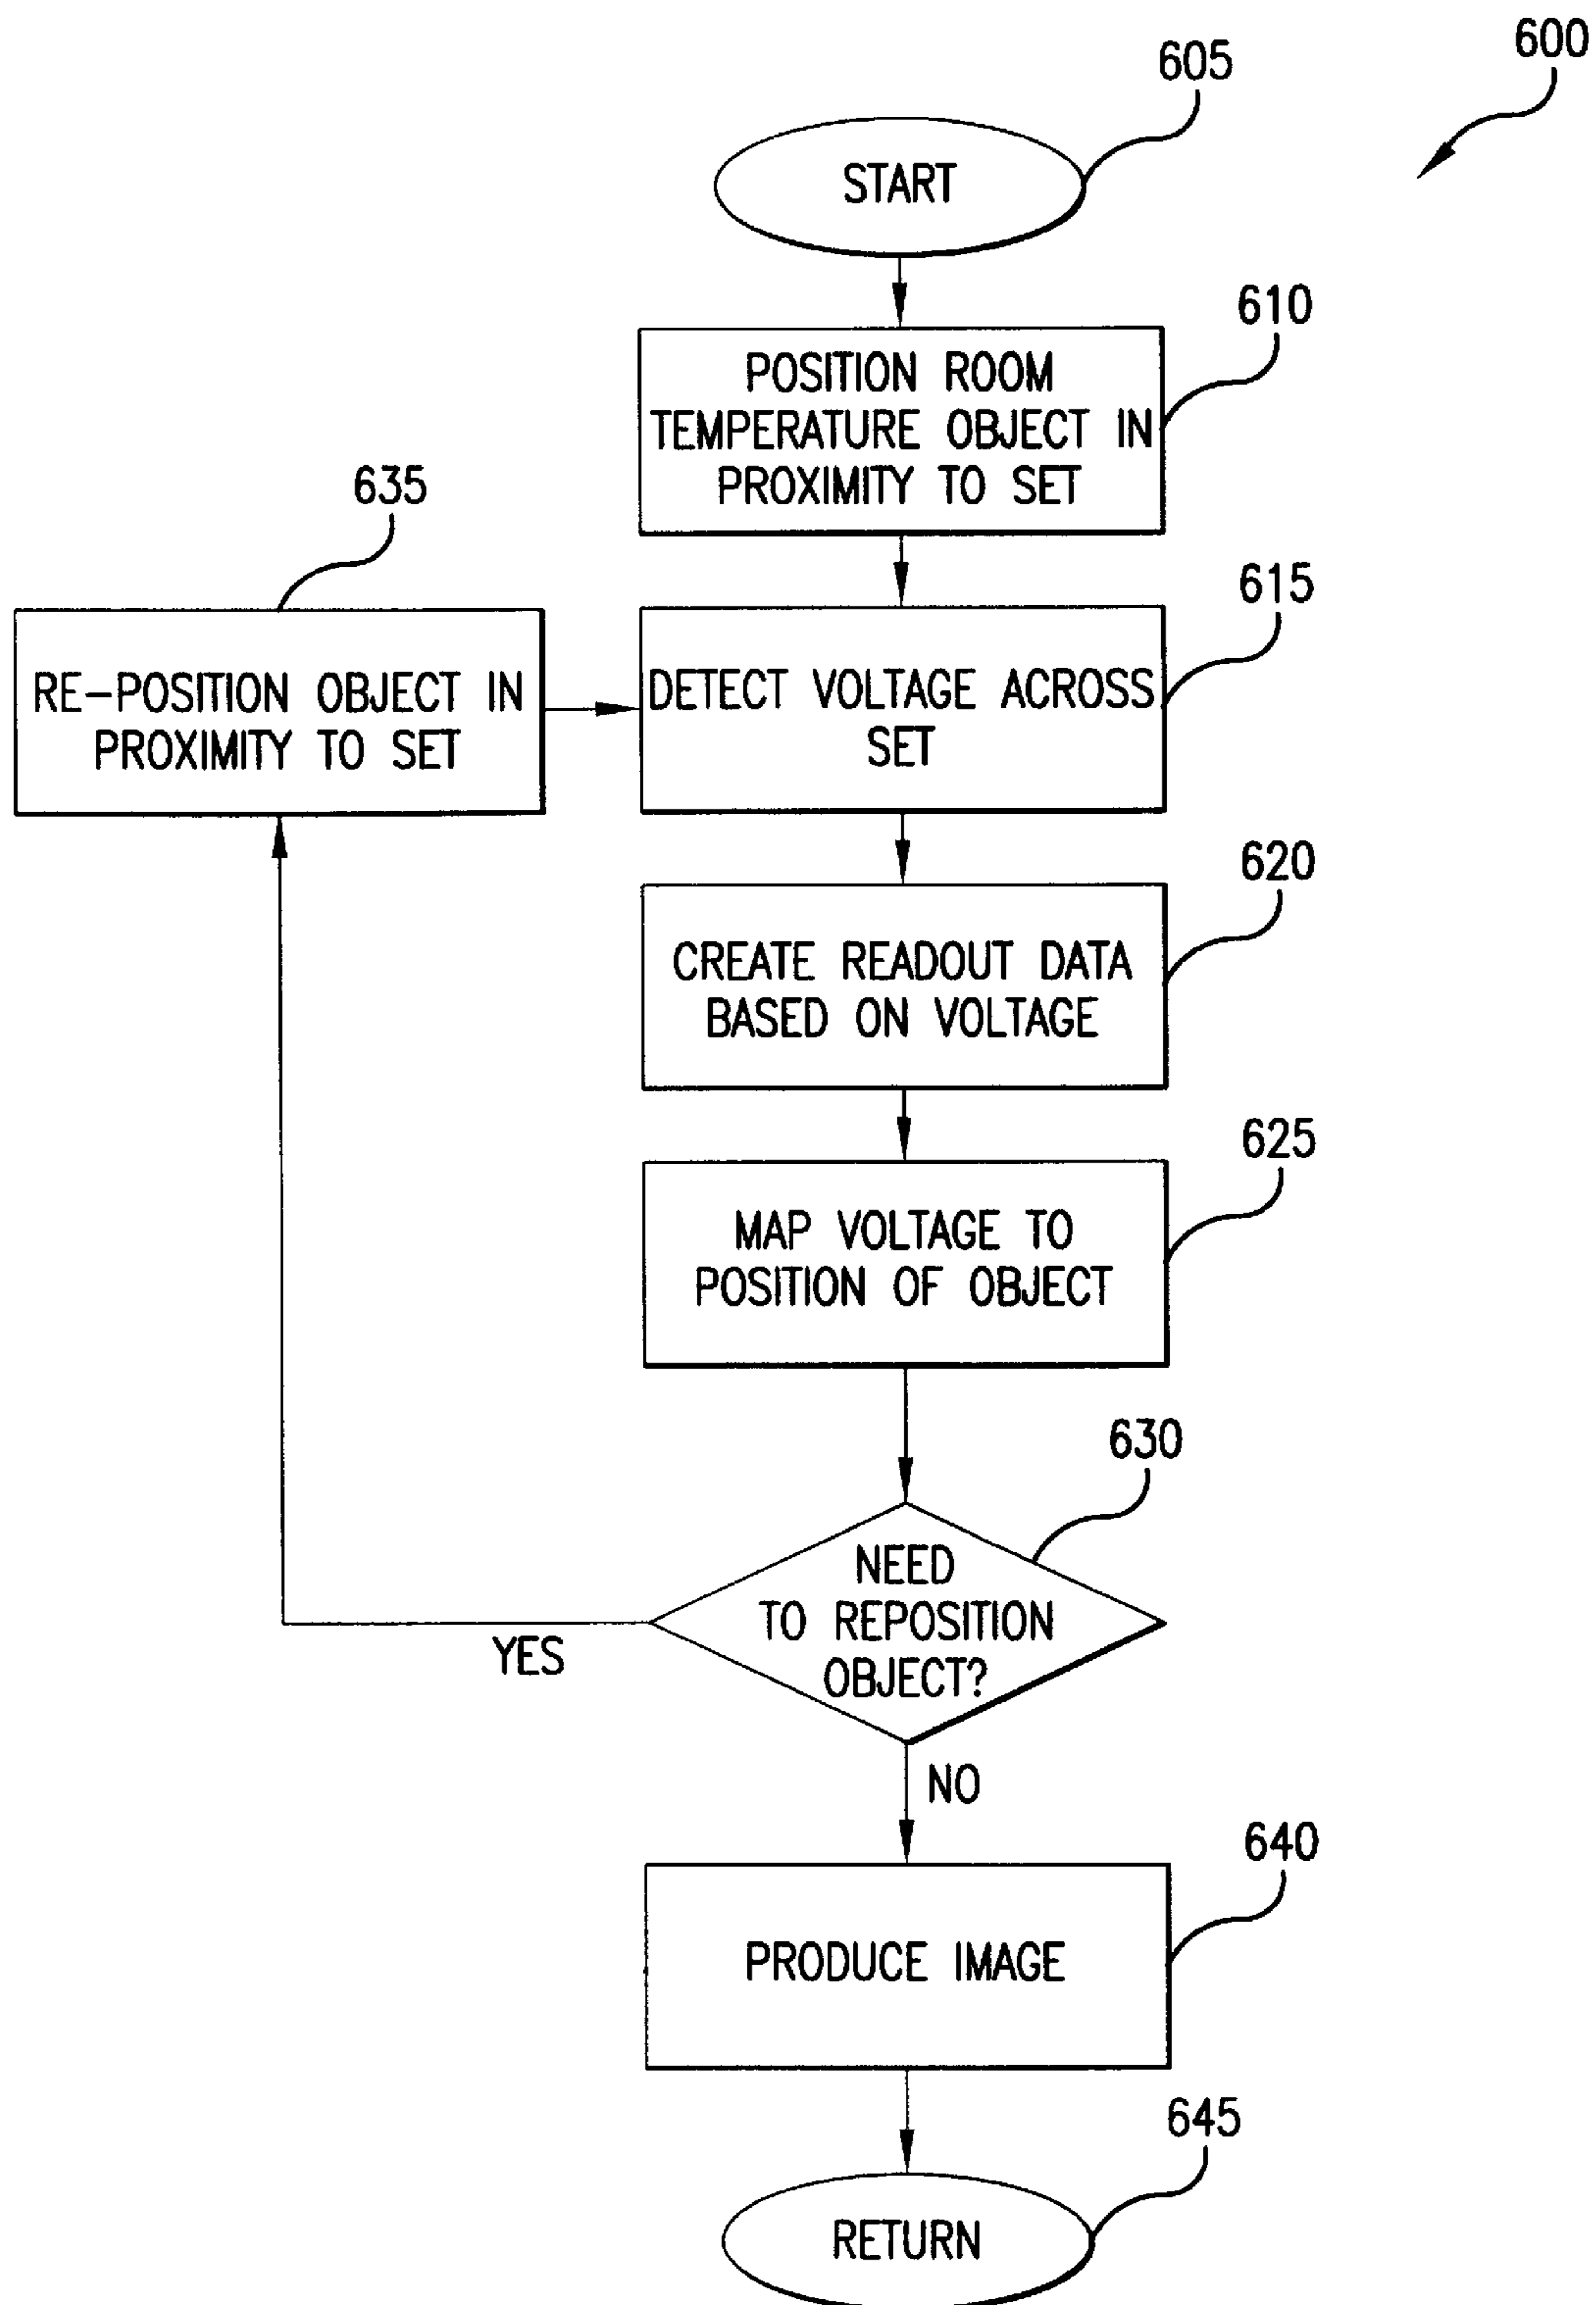 600
605
START
610
POSITION ROOM
TEMPERATURE OBJECT IN
PROXIMITY TO SET
635
615
RE-POSITION OBJECT IN
PROXIMITY TO SET
DETECT VOLTAGE ACROSS
SET
620
CREATE READOUT DATA
BASED ON VOLTAGE
625
MAP VOLTAGE TO
POSITION OF OBJECT
630
NEED
TO REPOSITION
OBJECT?
YES
NO
640
PRODUCE IMAGE
645
RETURN